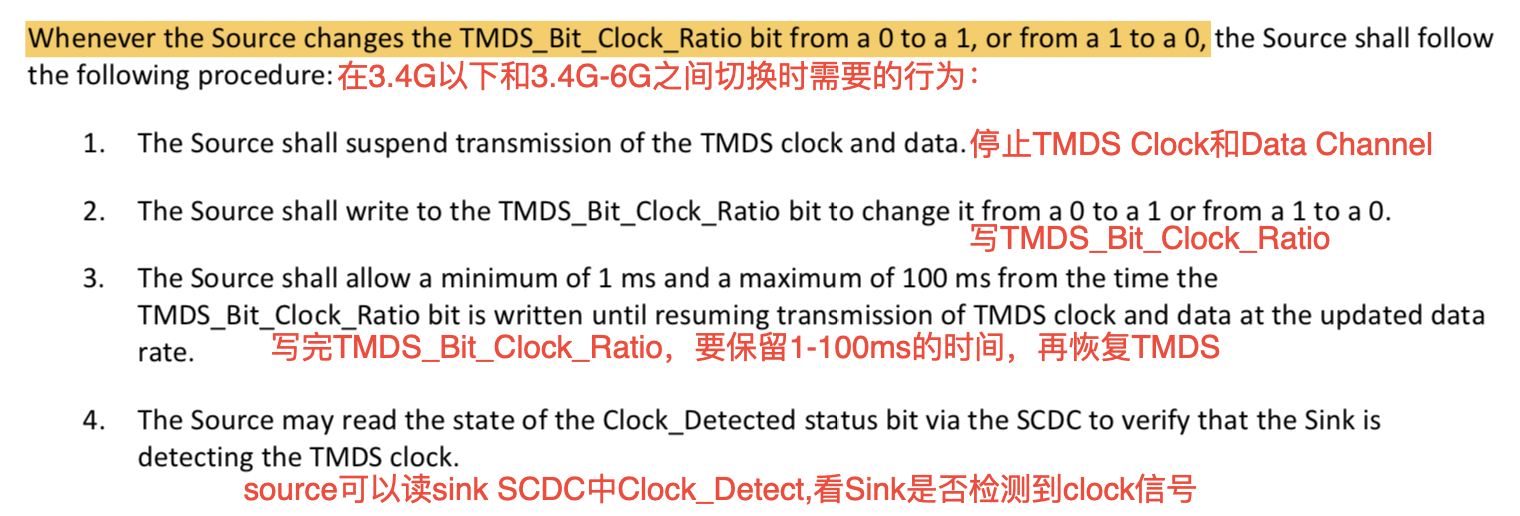 Whenever the Source changes the TMDS_Bit_Clock_Ratio bit from a 0 to a 1, or from a 1 to a 0, the Source shall follow
the following procedure: 在3.4G以下和3.4G-6G之间切换时需要的行为：
1. The Source shall suspend transmission of the TMDS clock and data. 停止TMDS Clock和Data Channel
2. The Source shall write to the TMDS_Bit_Clock_Ratio bit to change it from a 0 to a 1 or from a 1 to a 0.
写TMDS_Bit_Clock_Ratio
3. The Source shall allow a minimum of 1 ms and a maximum of 100 ms from the time the
TMDS_Bit_Clock_Ratio bit is written until resuming transmission of TMDS clock and data at the updated data
rate. 写完TMDS_Bit_Clock_Ratio，要保留1-100ms的时间，再恢复TMDS
4. The Source may read the state of the Clock_Detected status bit via the SCDC to verify that the Sink is
detecting the TMDS clock.
source可以读sink SCDC中Clock_Detect,看Sink是否检测到clock信号